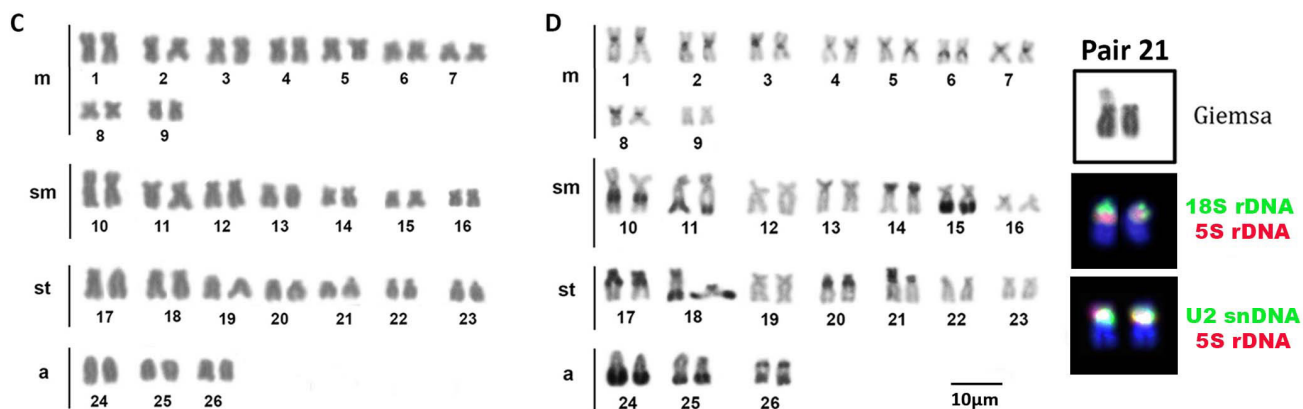 C
m
1 2 3 4 5 6 7
8 9
sm
10 11 12 13 14 15 16
st
17 18 19 20 21 22 23
a
24 25 26
D
m
1 2 3 4 5 6 7
8 9
sm
10 11 12 13 14 15 16
st
17 18 19 20 21 22 23
a
24 25 26
10µm
Pair 21
Giemsa
18S rDNA
5S rDNA
U2 snDNA
5S rDNA